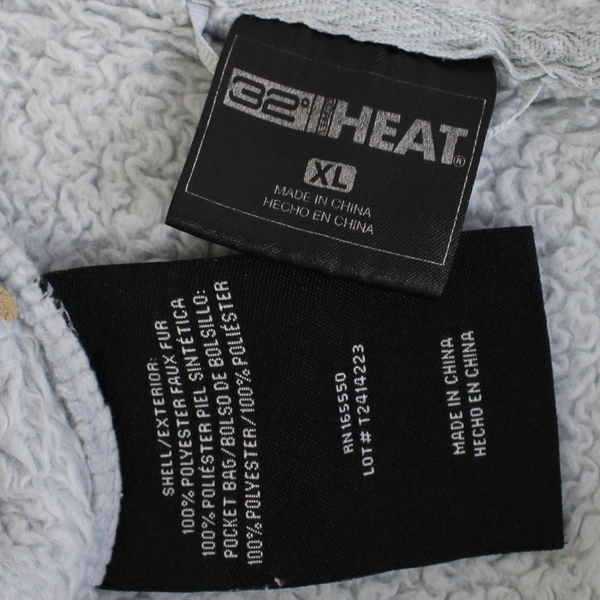 32° HEAT®
XL
MADE IN CHINA
HECHO EN CHINA
SHELL/EXTERIOR:
100% POLYESTER FAUX FUR
100% POLIÉSTER PIEL SINTÉTICA
POCKET BAG/BOLSO DE BOLSILLO:
100% POLYESTER/100% POLIÉSTER
RN165550
LOT# T2414223
MADE IN CHINA
HECHO EN CHINA